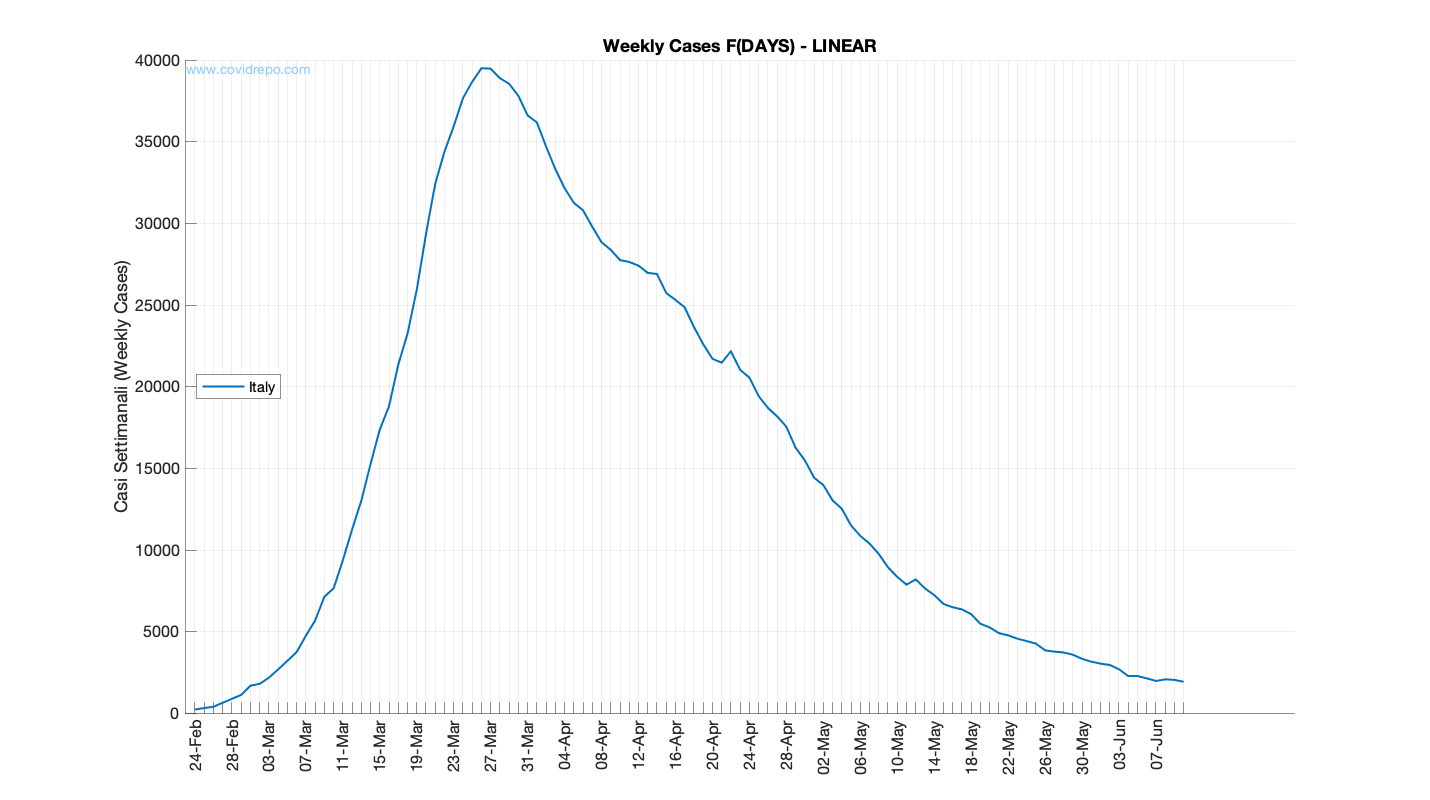 Weekly Cases F(DAYS) - LINEAR
www.covidrepo.com
Casi Settimanali (Weekly Cases)
40000
35000
30000
25000
20000
15000
10000
5000
0
Italy
24-Feb
28-Feb
03-Mar
07-Mar
11-Mar
15-Mar
19-Mar
23-Mar
27-Mar
31-Mar
04-Apr
08-Apr
12-Apr
16-Apr
20-Apr
24-Apr
28-Apr
02-May
06-May
10-May
14-May
18-May
22-May
26-May
30-May
03-Jun
07-Jun